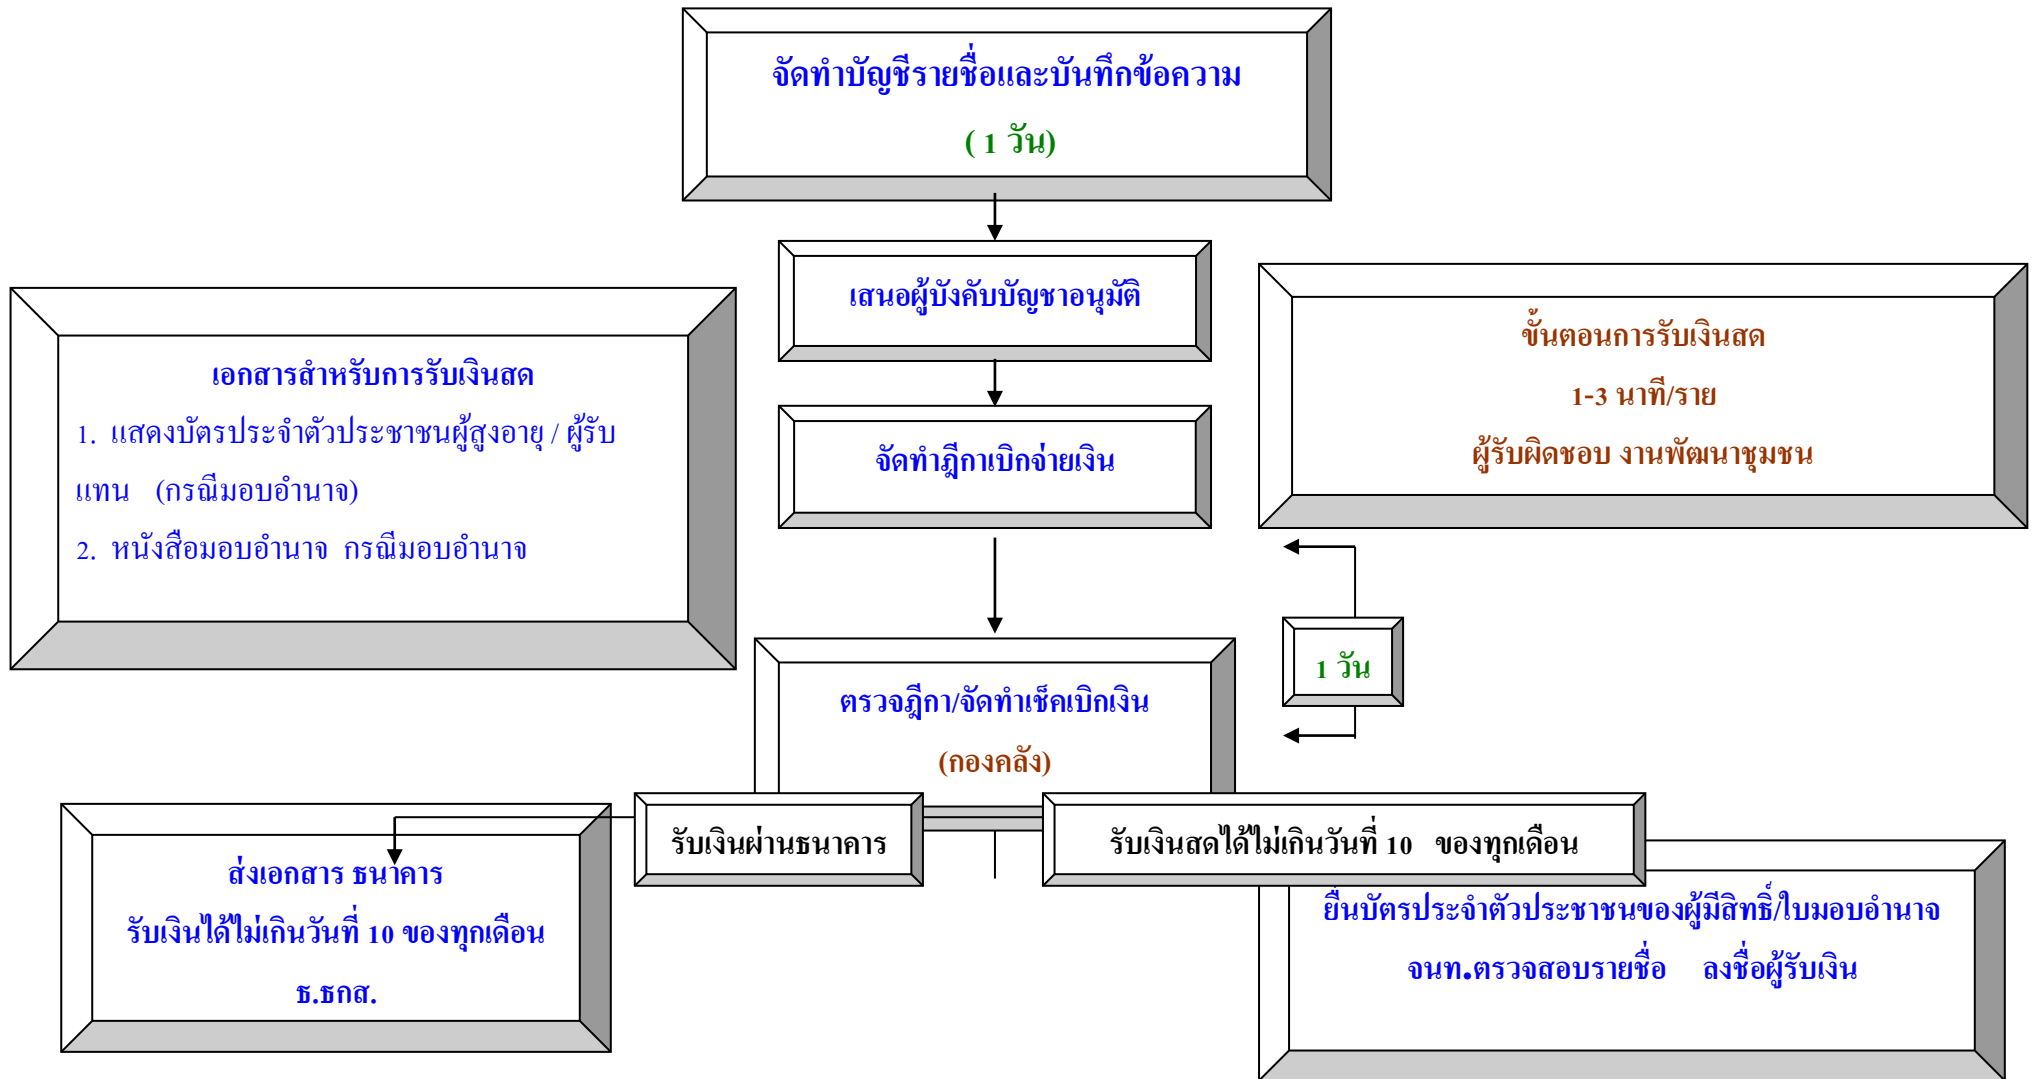 จัดทำบัญชีรายชื่อและบันทึกข้อความ
( 1 วัน)
เสนอผู้บังคับบัญชาอนุมัติ
เอกสารสำหรับการรับเงินสด
1. แสดงบัตรประจำตัวประชาชนผู้สูงอายุ / ผู้รับ
แทน (กรณีมอบอำนาจ)
2. หนังสือมอบอำนาจ กรณีมอบอำนาจ
จัดทำฎีกาเบิกจ่ายเงิน
ขั้นตอนการรับเงินสด
1-3 นาที/ราย
ผู้รับผิดชอบ งานพัฒนาชุมชน
1 วัน
ตรวจฎีกา/จัดทำเช็คเบิกเงิน
(กองคลัง)
รับเงินผ่านธนาคาร
รับเงินสดได้ไม่เกินวันที่ 10 ของทุกเดือน
ส่งเอกสาร ธนาคาร
รับเงินได้ไม่เกินวันที่ 10 ของทุกเดือน
ธ.ธกส.
ยื่นบัตรประจำตัวประชาชนของผู้มีสิทธิ์/ใบมอบอำนาจ
จนท.ตรวจสอบรายชื่อ ลงชื่อผู้รับเงิน